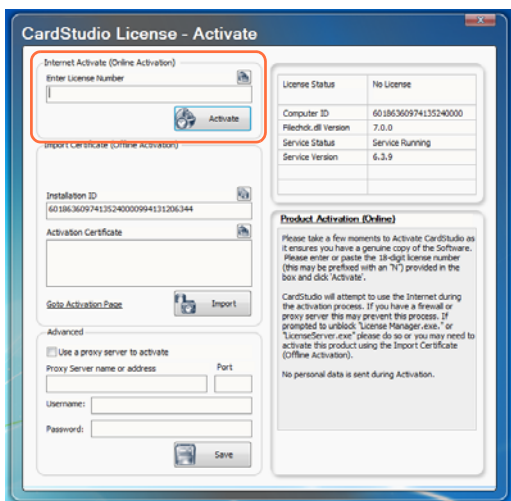 CardStudio License - Activate
Internet Activate (Online Activation)
Enter License Number
Activate
Import Certificate (Offline Activation)
Installation ID
601863609741352400009941312063​44
Activation Certificate
Goto Activation Page
Import
Advanced
Use a proxy server to activate
Proxy Server name or address
Port
Username:
Password:
Save
License Status No License
Computer ID 60186360974135240000
Filechck.dll Version 7.0.0
Service Status Service Running
Service Version 6.3.9
Product Activation (Online)
Please take a few moments to Activate CardStudio as
it ensures you have a genuine copy of the Software.
Please enter or paste the 18-digit license number
(this may be prefixed with an "N") provided in the
box and click 'Activate'.
CardStudio will attempt to use the Internet during
the activation process. If you have a firewall or
proxy server this may prevent this process. If
prompted to unblock "License Manager.exe." or
"LicenseServer.exe" please do so or you may need to
activate this product using the Import Certificate
(Offline Activation).
No personal data is sent during Activation.